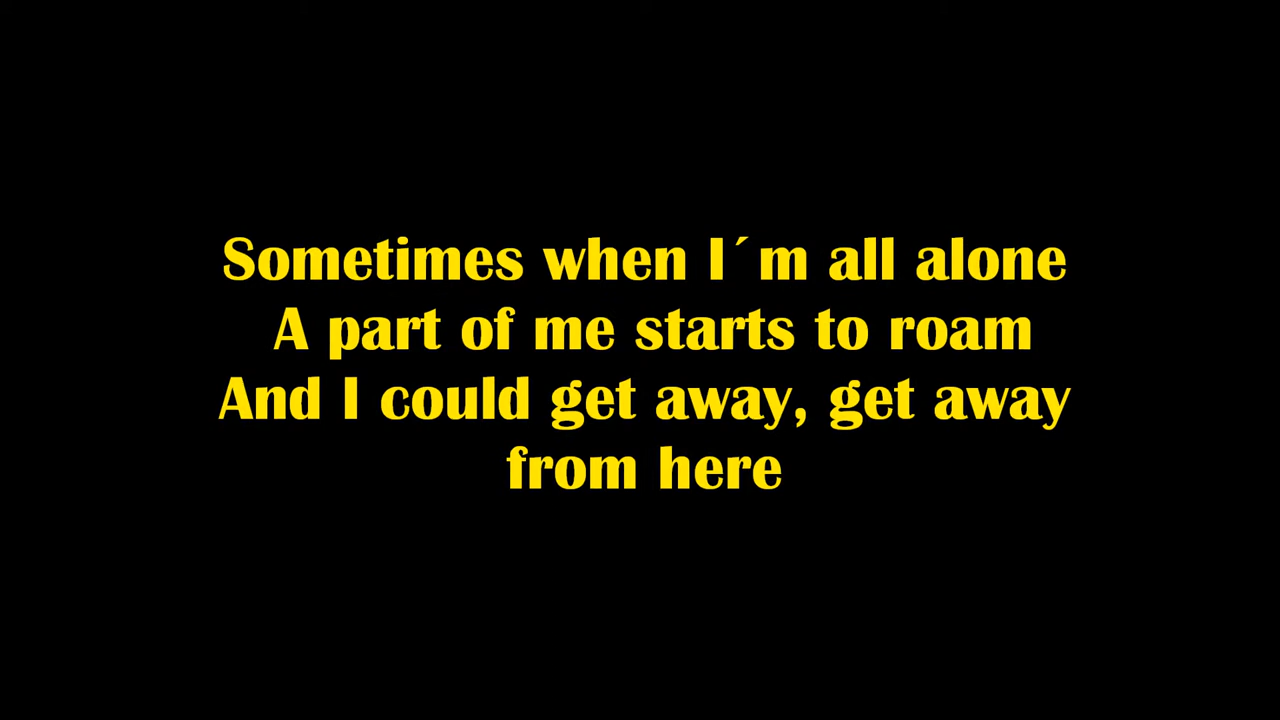 Sometimes when I´m all alone
A part of me starts to roam
And I could get away, get away
from here